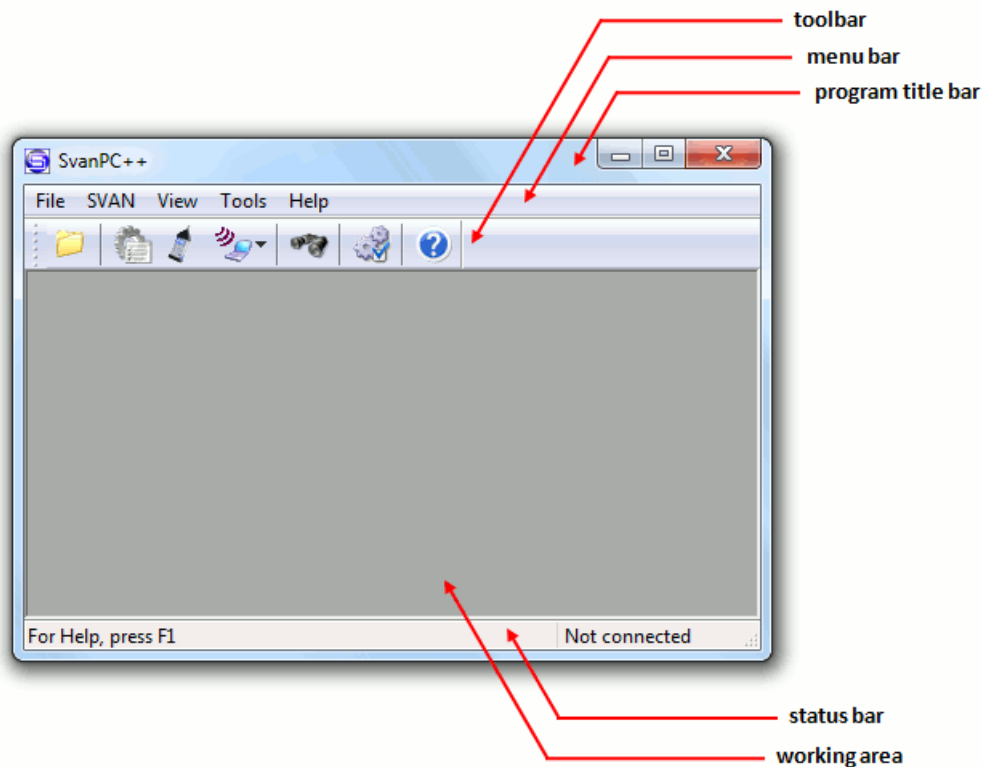 toolbar
menu bar
program title bar
SvanPC++
File SVAN View Tools Help
For Help, press F1 Not connected
status bar
working area